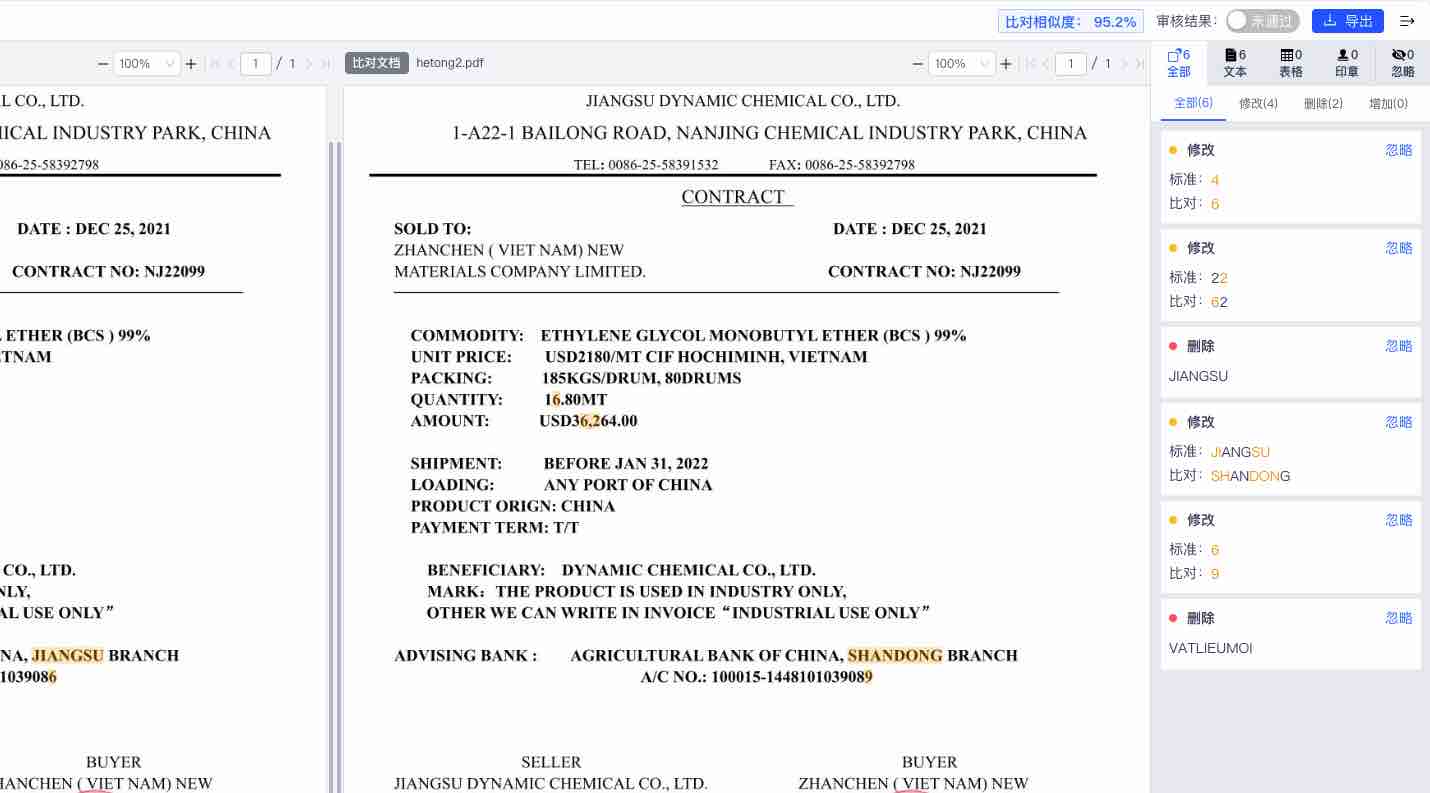 比对相似度： 95.2%
审核结果： 未通过
导出
100%
1 / 1
比对文档 hetong2.pdf
100%
1 / 1
6
全部
6
文本
0
表格
0
印章
0
忽略
全部(6) 修改(4) 删除(2) 增加(0)
L CO., LTD.
ICAL INDUSTRY PARK, CHINA
086-25-58392798
DATE : DEC 25, 2021
CONTRACT NO: NJ22099
ETHER (BCS ) 99%
TNAM
CO., LTD.
NLY,
AL USE ONLY”
NA, JIANGSU BRANCH
1039086
BUYER
HANCHEN ( VIET NAM) NEW
JIANGSU DYNAMIC CHEMICAL CO., LTD.
1-A22-1 BAILONG ROAD, NANJING CHEMICAL INDUSTRY PARK, CHINA
TEL: 0086-25-58391532 FAX: 0086-25-58392798
CONTRACT
SOLD TO: DATE : DEC 25, 2021
ZHANCHEN ( VIET NAM) NEW
MATERIALS COMPANY LIMITED. CONTRACT NO: NJ22099
COMMODITY: ETHYLENE GLYCOL MONOBUTYL ETHER (BCS ) 99%
UNIT PRICE: USD2180/MT CIF HOCHIMINH, VIETNAM
PACKING: 185KGS/DRUM, 80DRUMS
QUANTITY: 16.80MT
AMOUNT: USD36,264.00
SHIPMENT: BEFORE JAN 31, 2022
LOADING: ANY PORT OF CHINA
PRODUCT ORIGN: CHINA
PAYMENT TERM: T/T
BENEFICIARY: DYNAMIC CHEMICAL CO., LTD.
MARK：THE PRODUCT IS USED IN INDUSTRY ONLY,
OTHER WE CAN WRITE IN INVOICE “INDUSTRIAL USE ONLY”
ADVISING BANK : AGRICULTURAL BANK OF CHINA, SHANDONG BRANCH
A/C NO.: 100015-1448101039089
SELLER BUYER
JIANGSU DYNAMIC CHEMICAL CO., LTD. ZHANCHEN ( VIET NAM) NEW
修改 忽略
标准： 4
比对： 6
修改 忽略
标准： 22
比对： 62
删除 忽略
JIANGSU
修改 忽略
标准： JIANGSU
比对： SHANDONG
修改 忽略
标准： 6
比对： 9
删除 忽略
VATLIEUMOI